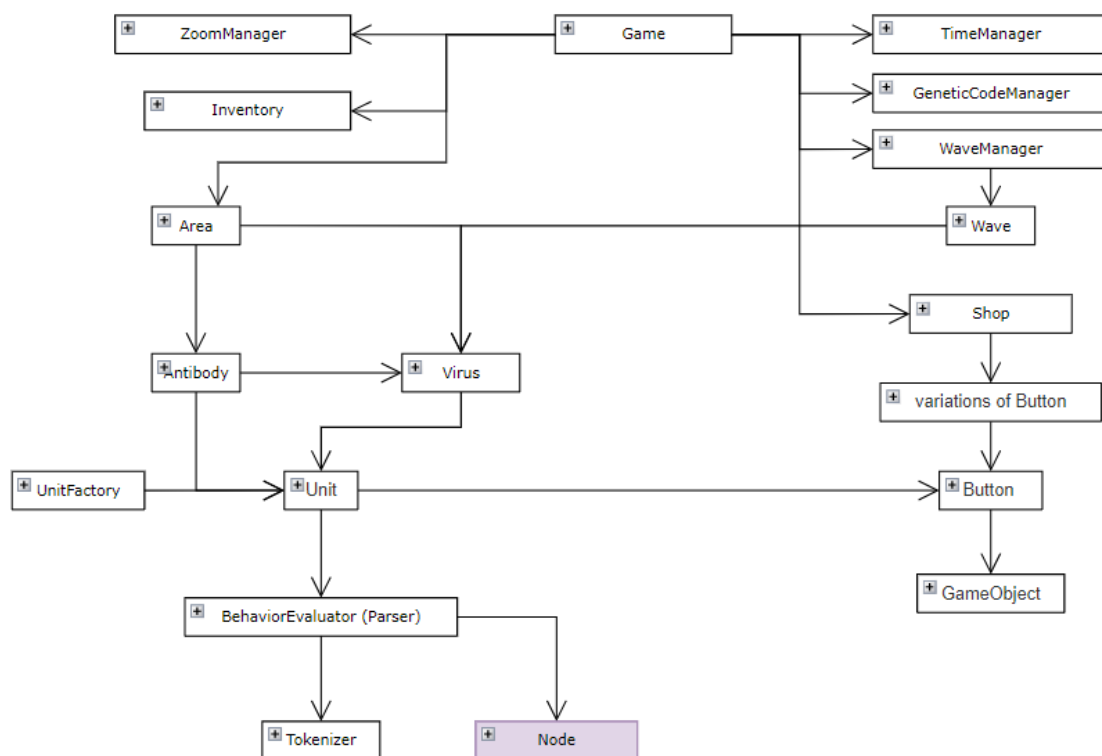 ZoomManager
Game
TimeManager
Inventory
GeneticCodeManager
WaveManager
Area
Wave
Shop
Antibody
Virus
variations of Button
UnitFactory
Unit
Button
GameObject
BehaviorEvaluator (Parser)
Tokenizer
Node